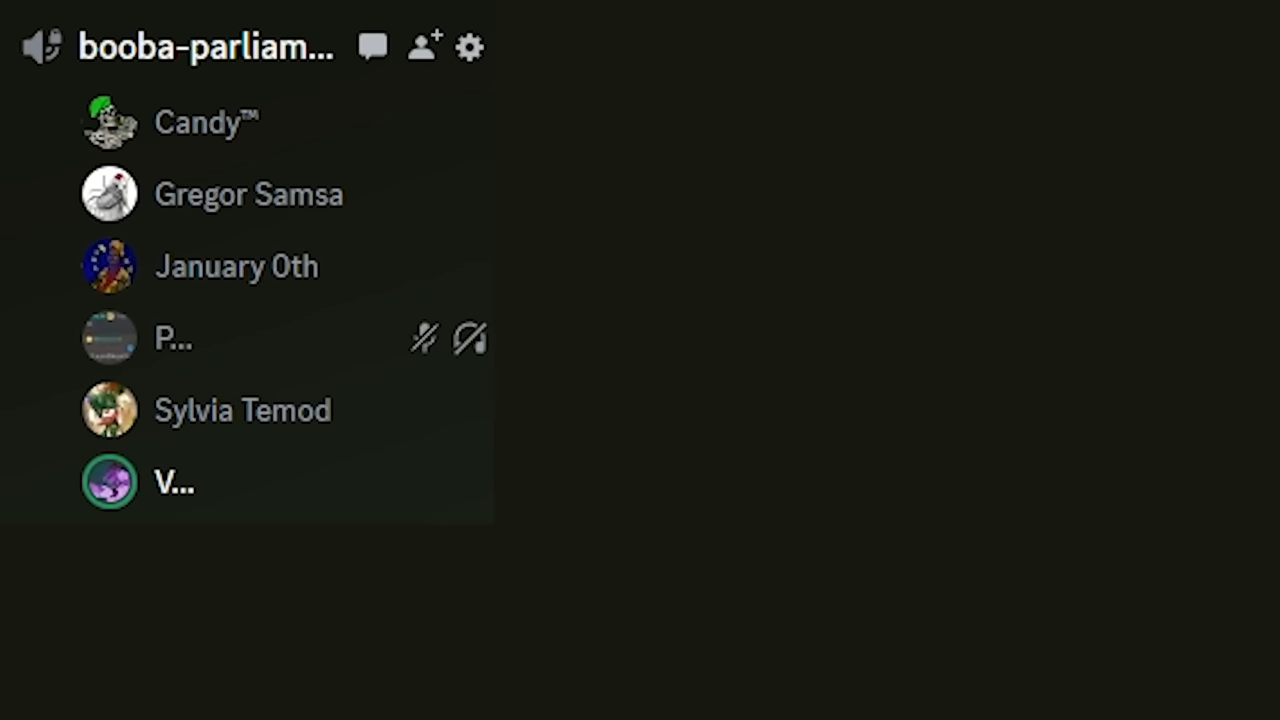 booba-parliam...
Candy™
Gregor Samsa
January 0th
P...
Sylvia Temod
V...